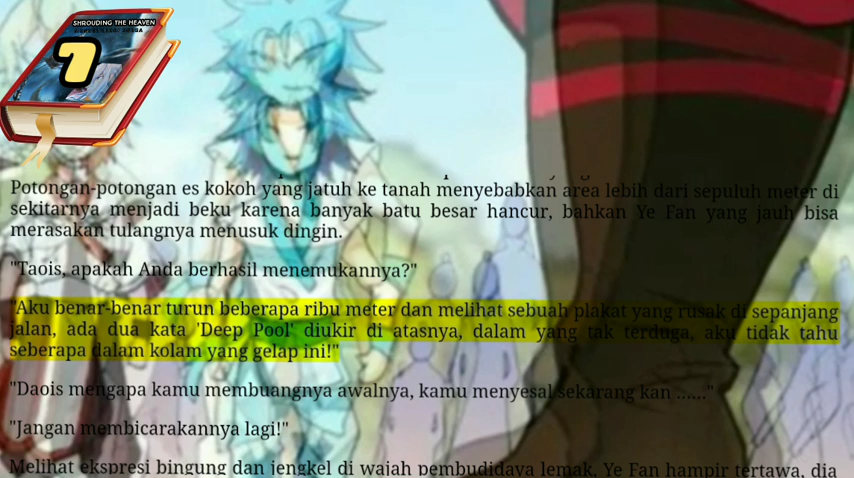 SHROUDING THE HEAVEN
7
Potongan-potongan es kokoh yang jatuh ke tanah menyebabkan area lebih dari sepuluh meter di
sekitarnya menjadi beku karena banyak batu besar hancur, bahkan Ye Fan yang jauh bisa
merasakan tulangnya menusuk dingin.
"Taois, apakah Anda berhasil menemukannya?"
"Aku benar-benar turun beberapa ribu meter dan melihat sebuah plakat yang rusak di sepanjang
jalan, ada dua kata 'Deep Pool' diukir di atasnya, dalam yang tak terduga, aku tidak tahu
seberapa dalam kolam yang gelap ini!"
"Daois mengapa kamu membuangnya awalnya, kamu menyesal sekarang kan ......"
"Jangan membicarakannya lagi!"
Melihat ekspresi bingung dan jengkel di wajah pembudidaya lemak, Ye Fan hampir tertawa, dia